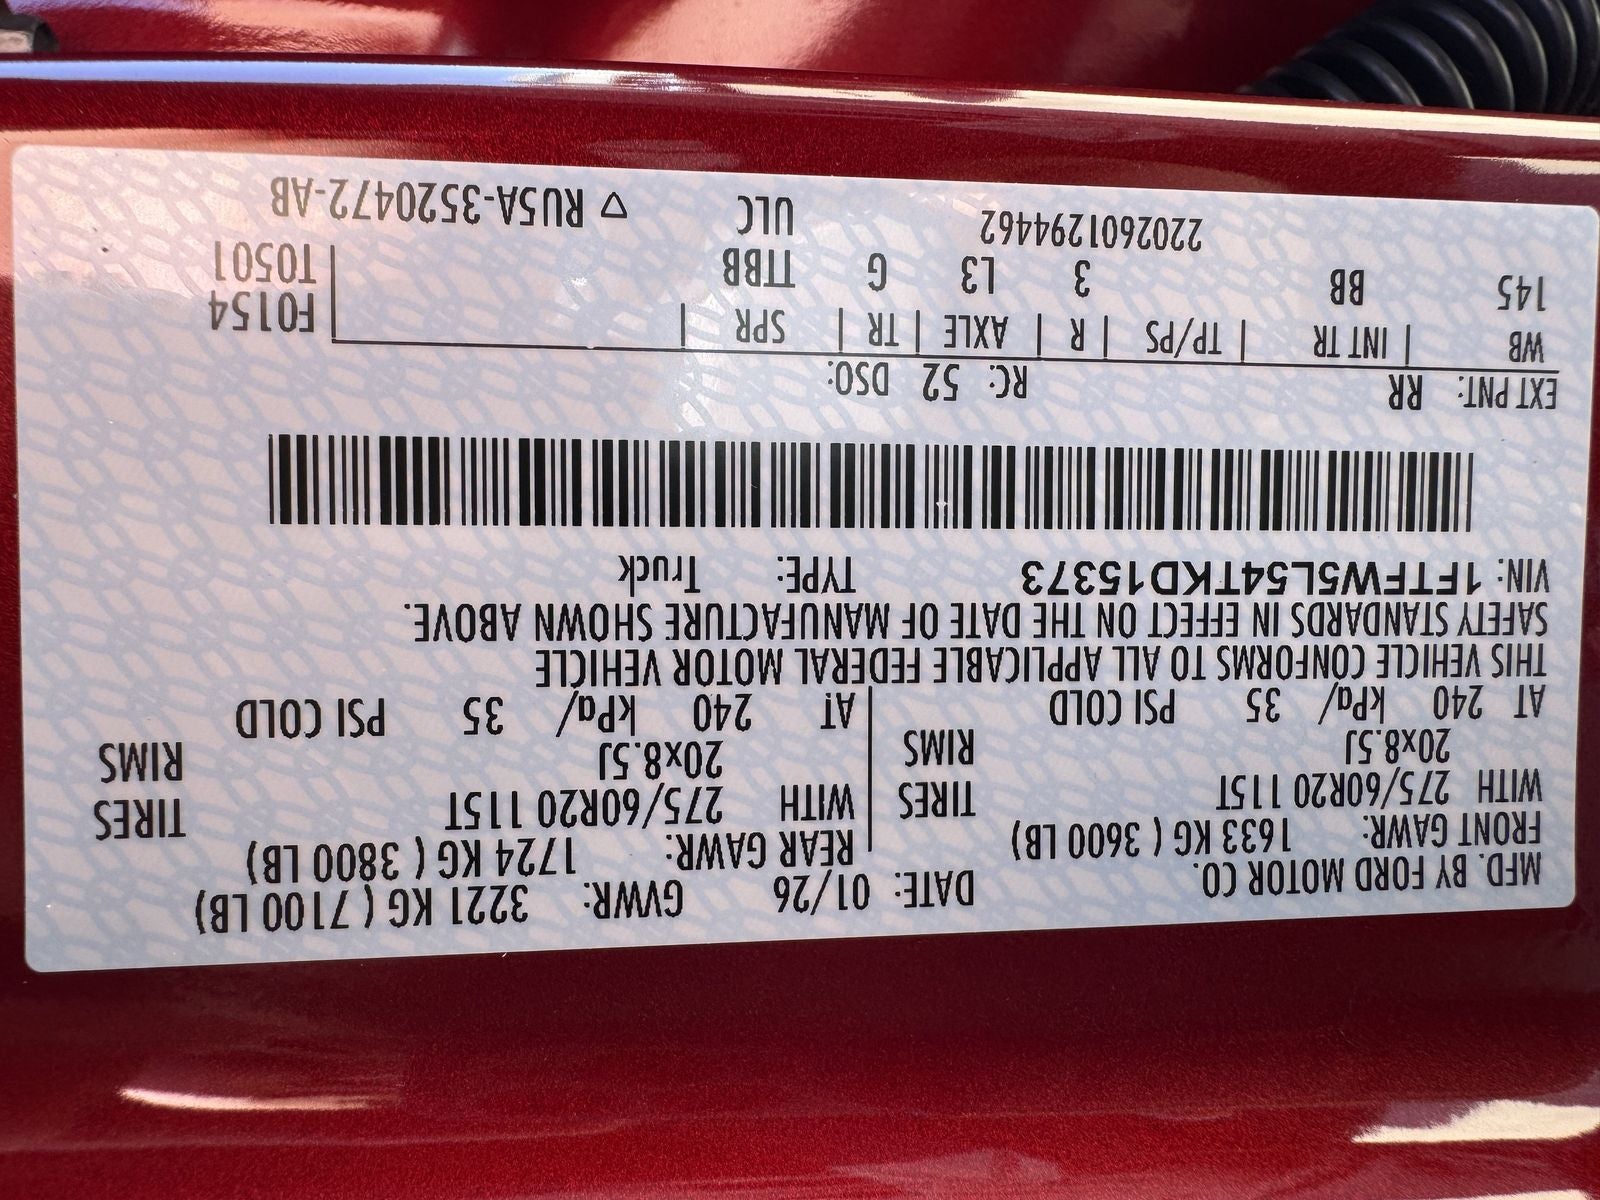 MFD. BY FORD MOTOR CO. DATE: 01/26 GVWR: 3221 KG ( 7100 LB)
FRONT GAWR: 1633 KG ( 3600 LB) REAR GAWR: 1724 KG ( 3800 LB)
WITH 275/60R20 115T TIRES WITH 275/60R20 115T TIRES
20x8.5J RIMS 20x8.5J RIMS
AT 240 kPa/ 35 PSI COLD AT 240 kPa/ 35 PSI COLD
THIS VEHICLE CONFORMS TO ALL APPLICABLE FEDERAL MOTOR VEHICLE
SAFETY STANDARDS IN EFFECT ON THE DATE OF MANUFACTURE SHOWN ABOVE.
VIN: 1FTFW5L54TKD15373 TYPE: Truck
EXT PNT: RR RC: 52 DSO:
WB | INT TR | TP/PS | R | AXLE | TR | SPR | F0154
145 BB 3 L3 G TTBB T0501
2202601294462 ULC ▽ RU5A-3520472-AB